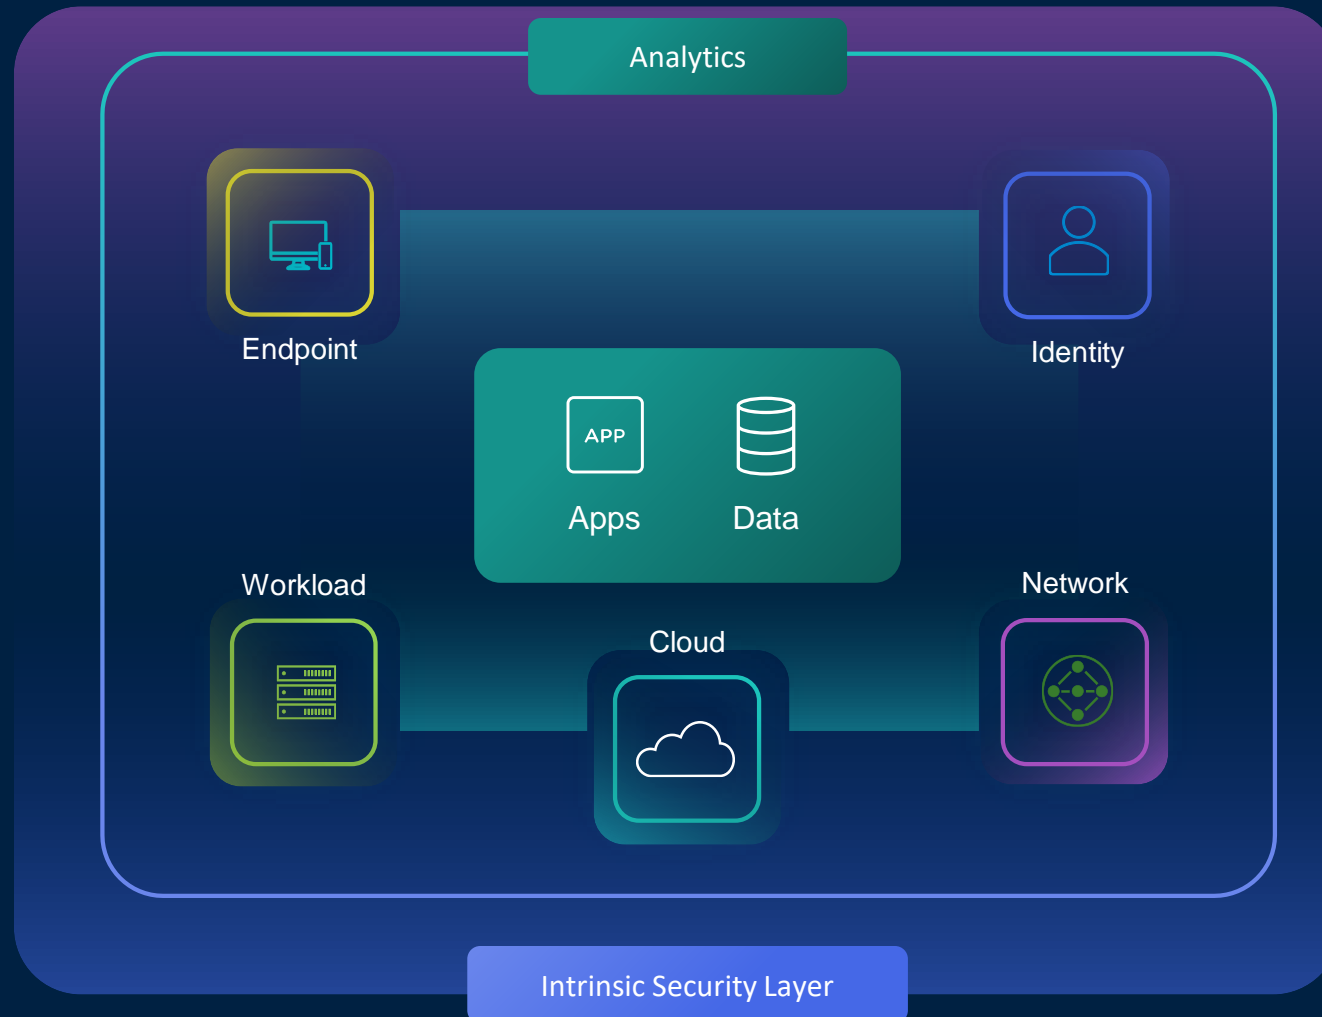 Analytics
Endpoint
Identity
APP
Apps
Data
Workload
Network
Cloud
Intrinsic Security Layer